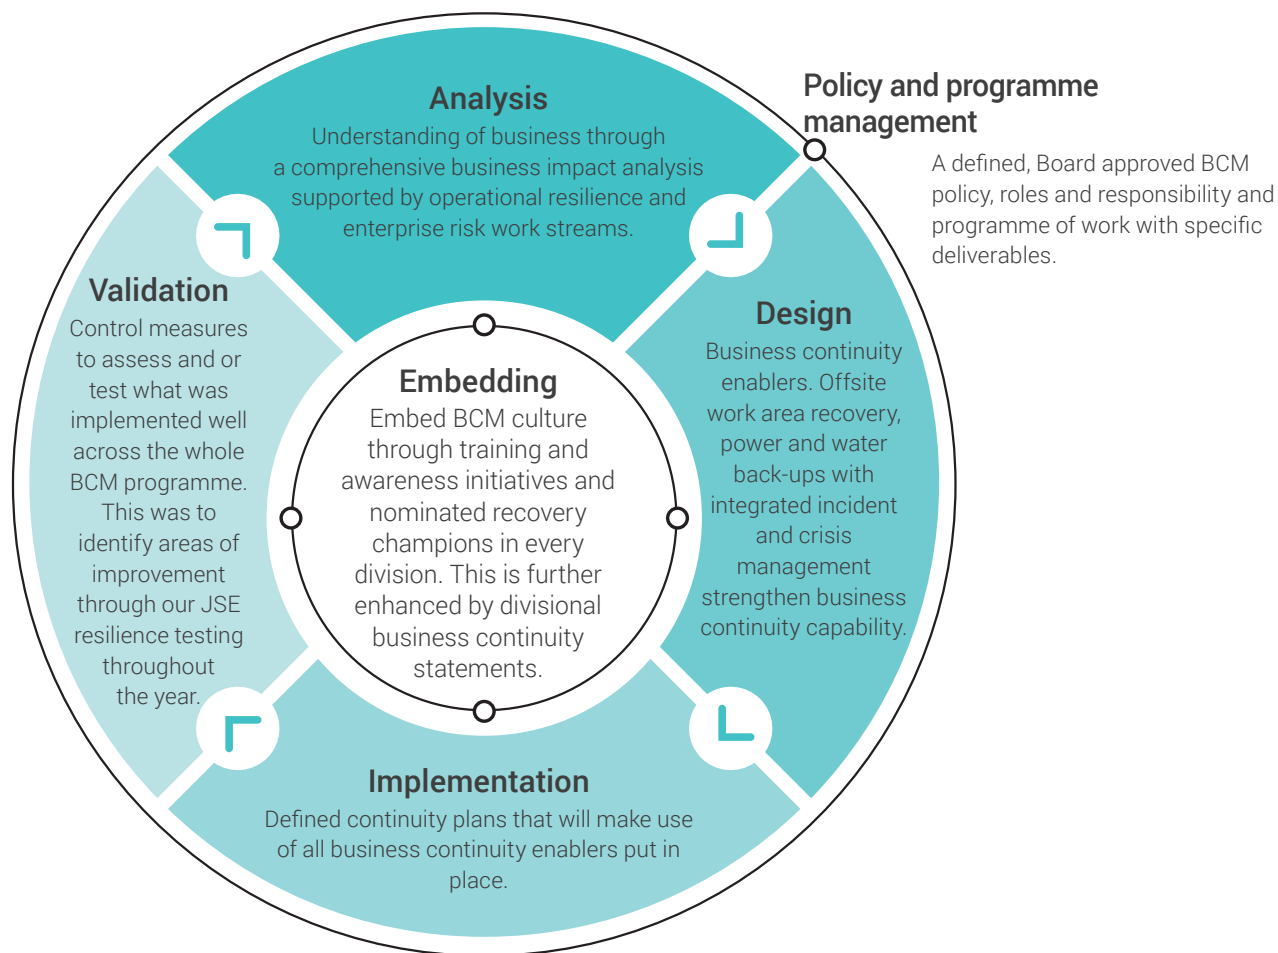 Analysis
Understanding of business through
a comprehensive business impact analysis
supported by operational resilience and
enterprise risk work streams.
Policy and programme
management
A defined, Board approved BCM
policy, roles and responsibility and
programme of work with specific
deliverables.
Design
Business continuity
enablers. Offsite
work area recovery,
power and water
back-ups with
integrated incident
and crisis
management
strengthen business
continuity capability.
Implementation
Defined continuity plans that will make use
of all business continuity enablers put in
place.
Validation
Control measures
to assess and or
test what was
implemented well
across the whole
BCM programme.
This was to
identify areas of
improvement
through our JSE
resilience testing
throughout
the year.
Embedding
Embed BCM culture
through training and
awareness initiatives and
nominated recovery
champions in every
division. This is further
enhanced by divisional
business continuity
statements.